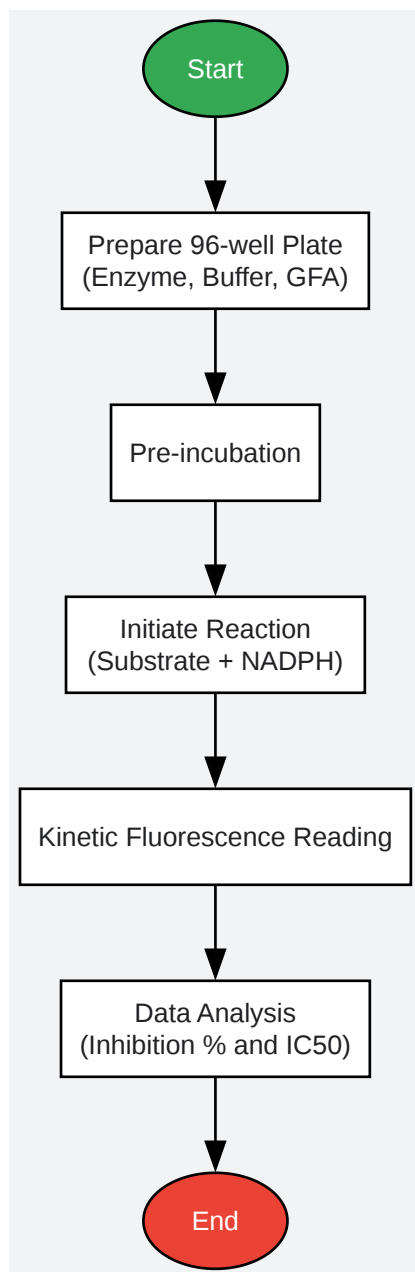 Start
Prepare 96-well Plate
(Enzyme, Buffer, GFA)
Pre-incubation
Initiate Reaction
(Substrate + NADPH)
Kinetic Fluorescence Reading
Data Analysis
(Inhibition % and IC50)
End